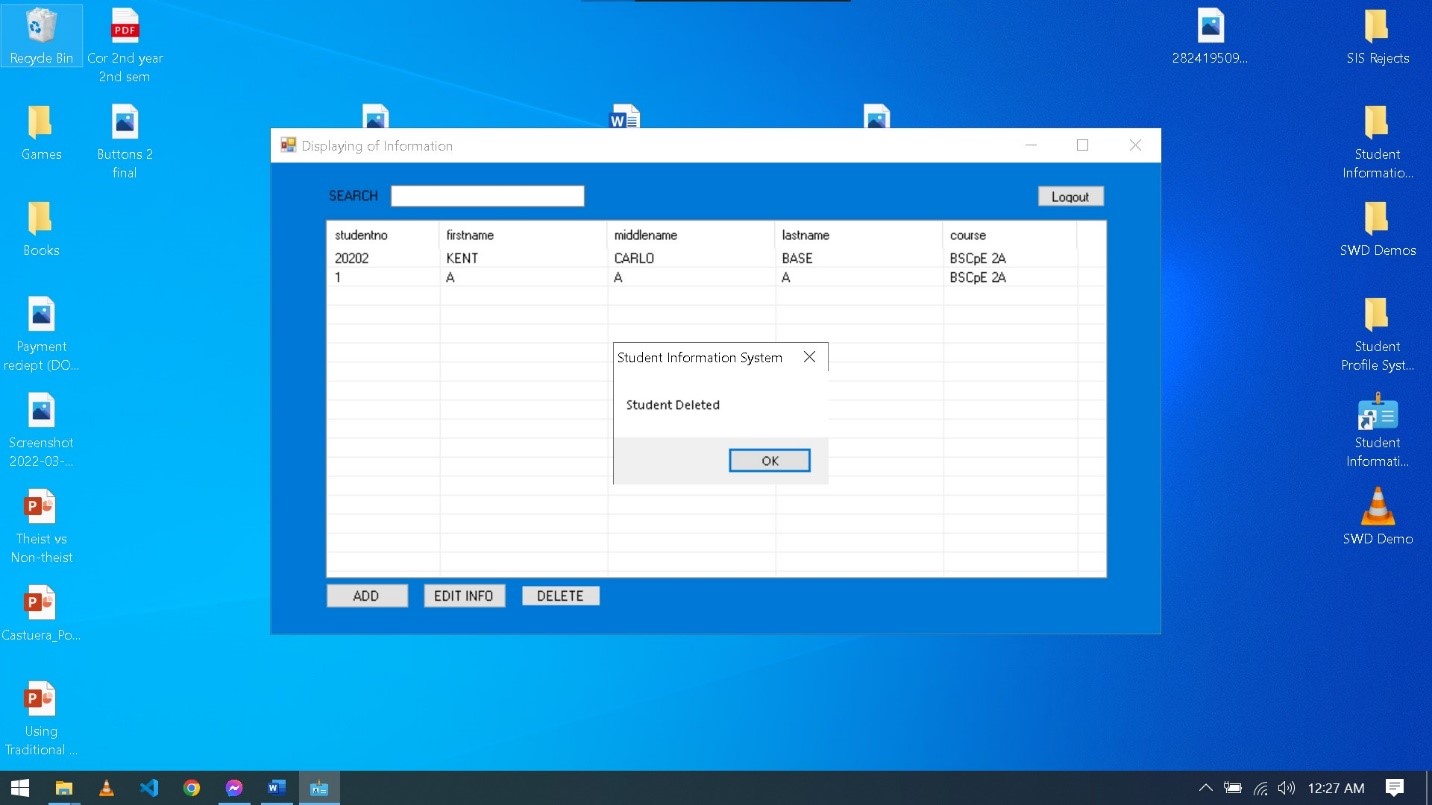 Recycle Bin
Cor 2nd year
2nd sem
282419509...
SIS Rejects
Games
Buttons 2
final
Student
Informatio...
Displaying of Information
SEARCH
Logout
studentno firstname middlename lastname course
20202 KENT CARLO BASE BSCpE 2A
1 A A A BSCpE 2A
Books
SWD Demos
Payment
reciept (DO...
Student
Profile Syst...
Student Information System
Student Deleted
OK
Screenshot
2022-03-...
Student
Informati...
Theist vs
Non-theist
SWD Demo
ADD EDIT INFO DELETE
Castuera_Po...
Using
Traditional ...
12:27 AM